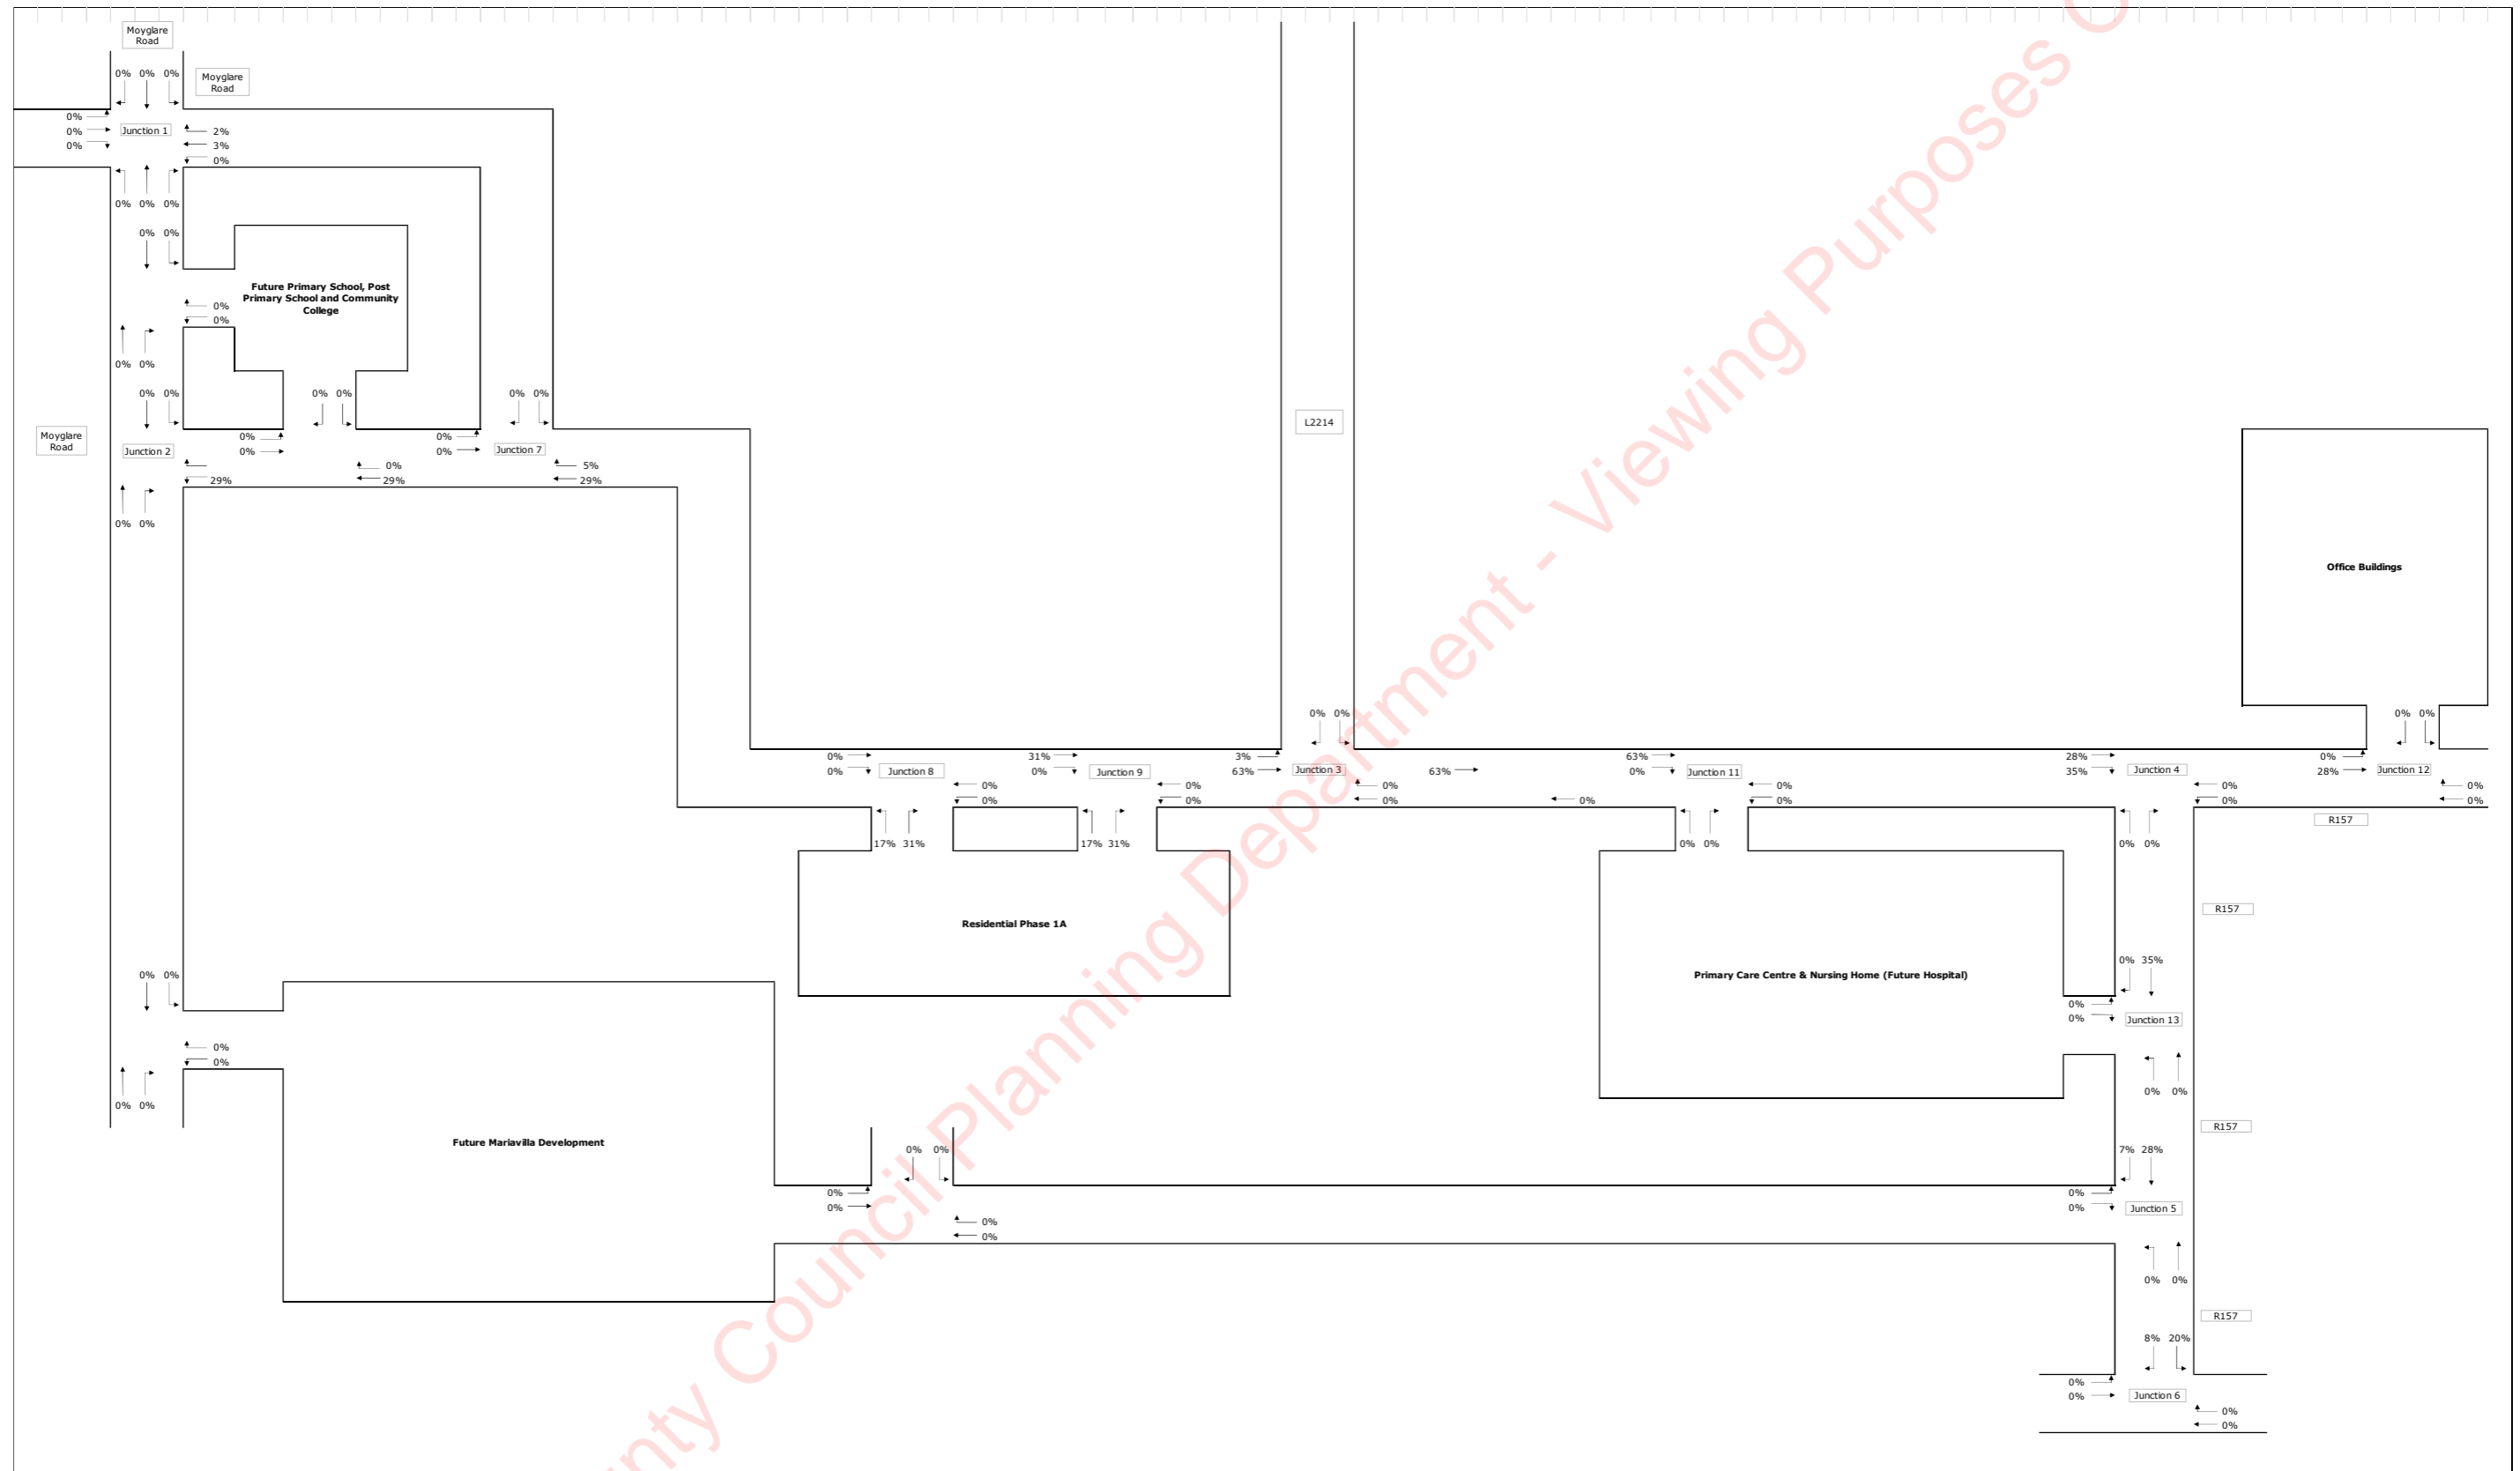 Moyglare
Road
0% 0% 0%
Moyglare
Road
0%
0% Junction 1 2%
0% 3%
0%
0% 0% 0%
0% 0%
Future Primary School, Post
Primary School and Community
College
0%
0%
0% 0%
0% 0% 0% 0% 0% 0%
Moyglare
Road
L2214
0% 0%
Junction 2 0% 0% Junction 7
0% 5%
29% 29% 29%
0% 0%
Office Buildings
0% 0% 0% 0%
0% 31% 3% 63% 28% 0%
0% Junction 8 0% Junction 9 63% Junction 3 63% 0% Junction 11 35% Junction 4 28% Junction 12
0% 0% 0% 0% 0% 0%
0% 0% 0% 0% 0% 0% 0%
R157
17% 31% 17% 31% 0% 0% 0% 0%
R157
Residential Phase 1A
0% 35%
Primary Care Centre & Nursing Home (Future Hospital)
0% 0%
0%
0% Junction 13
0%
0%
0% 0%
0% 0%
R157
Future Mariavilla Development
0% 0% 7% 28%
0% 0%
0% 0% Junction 5
0%
0%
0% 0%
R157
8% 20%
0%
0% Junction 6
0%
0%
nty Council Planning Department - Viewing Purposes O